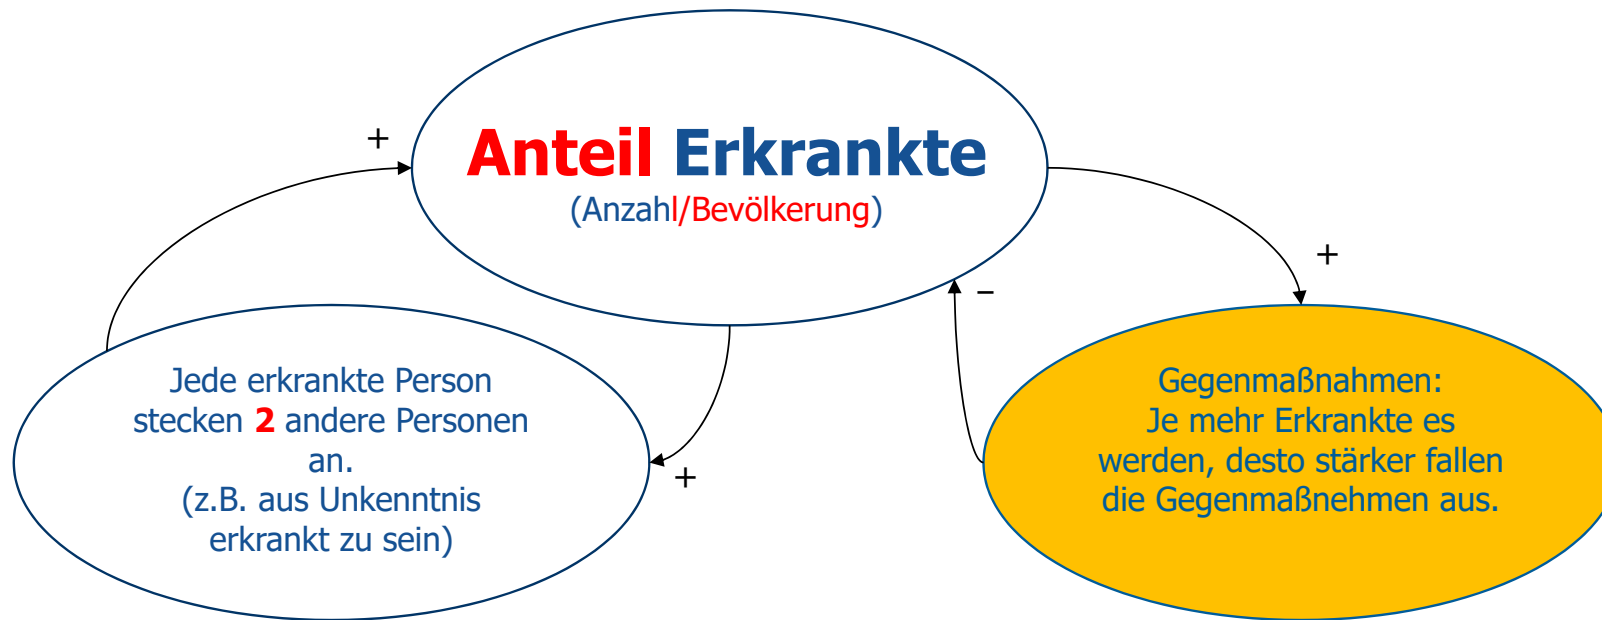 +
Anteil Erkrankte
(Anzahl/Bevölkerung)
+
–
Jede erkrankte Person
stecken 2 andere Personen
an.
(z.B. aus Unkenntnis
erkrankt zu sein)
+
Gegenmaßnahmen:
Je mehr Erkrankte es
werden, desto stärker fallen
die Gegenmaßnehmen aus.